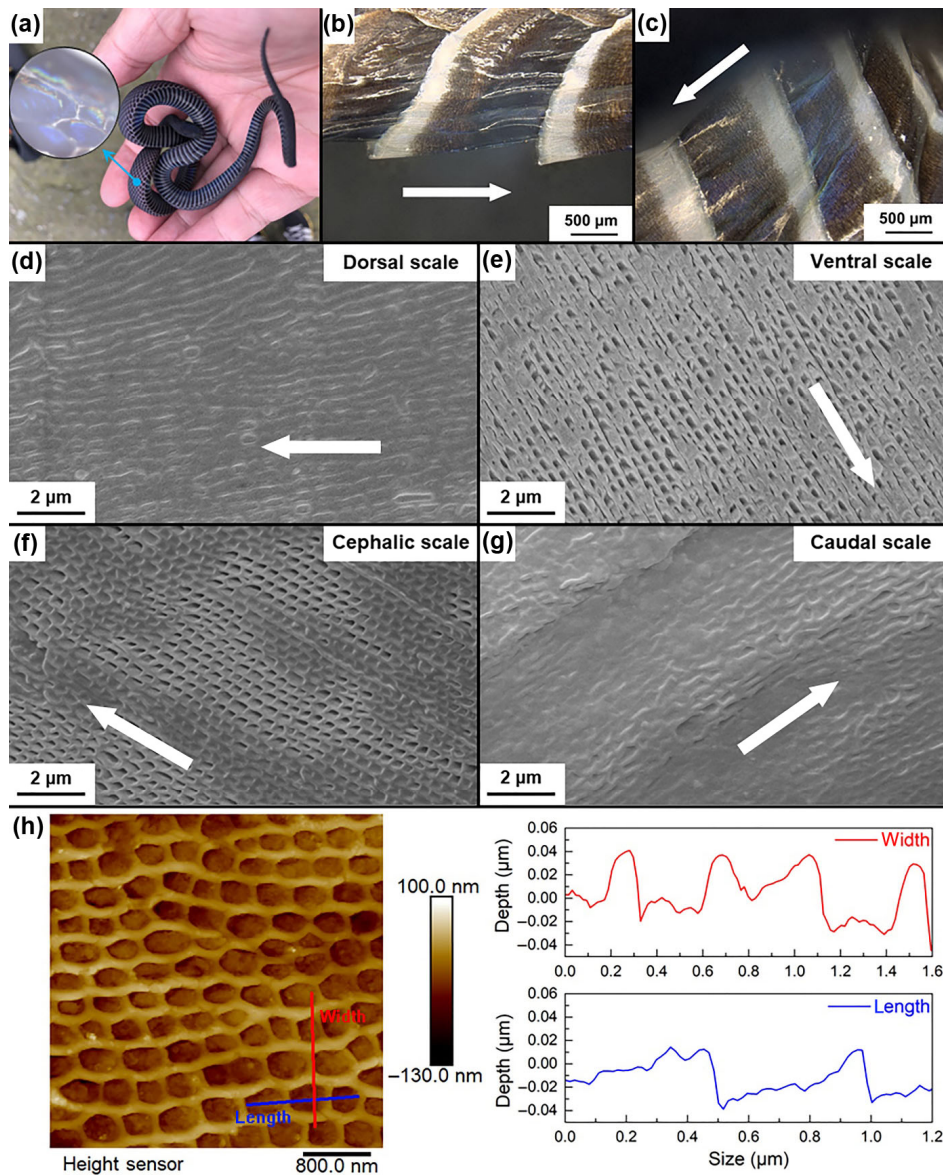 (a)
(b)
500 μm
(c)
500 μm
(d)
Dorsal scale
2 μm
(e)
Ventral scale
2 μm
(f)
Cephalic scale
2 μm
(g)
Caudal scale
2 μm
(h)
Width
Length
Height sensor
800.0 nm
100.0 nm
−130.0 nm
0.06
0.04
0.02
0.00
−0.02
−0.04
Depth (μm)
Width
0.0 0.2 0.4 0.6 0.8 1.0 1.2 1.4 1.6
0.06
0.04
0.02
0.00
−0.02
−0.04
Depth (μm)
Length
0.0 0.2 0.4 0.6 0.8 1.0 1.2
Size (μm)